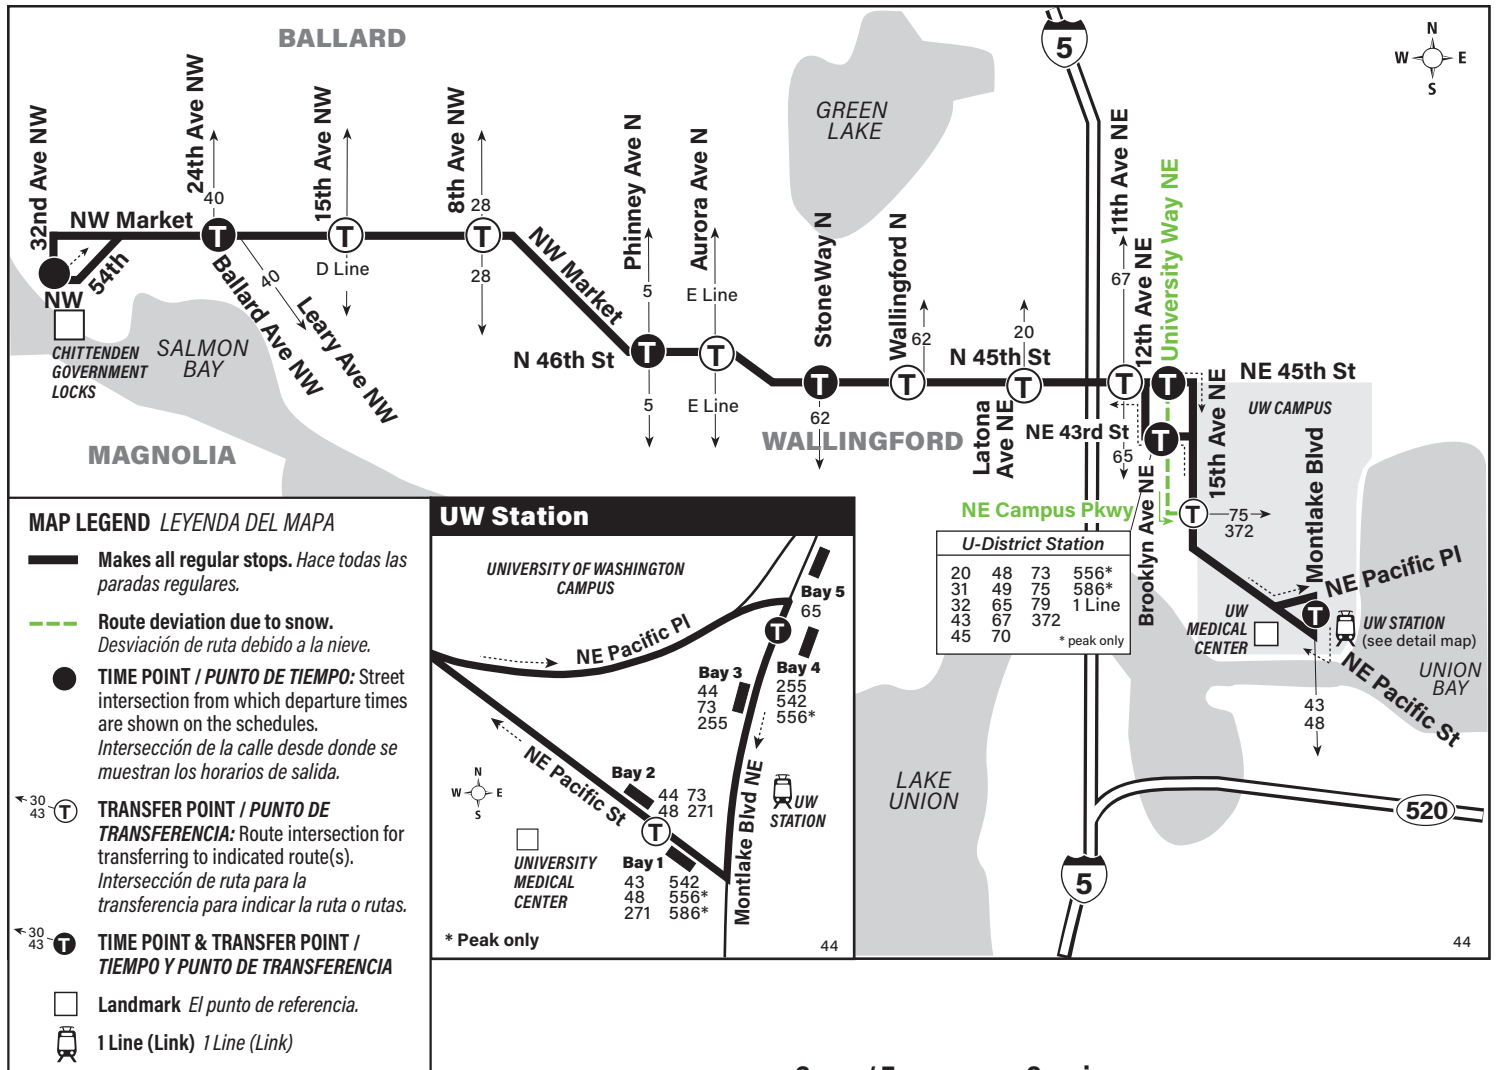 BALLARD
GREEN
LAKE
5
N
W
E
S
32nd Ave NW
24th Ave NW
15th Ave NW
8th Ave NW
Phinney Ave N
Aurora Ave N
Stone Way N
Wallingford N
11th Ave NE
12th Ave NE
University Way NE
NW Market
40
T
28
T
T
T
NW 54th
D Line
40
28
Ballard Ave NW
Leary Ave NW
NW Market
5
E Line
N 46th St
T
T
5
E Line
T
62
62
T
N 45th St
20
T
67
T
T
NE 45th St
CHITTENDEN
GOVERNMENT
LOCKS
SALMON
BAY
MAGNOLIA
WALLINGFORD
Latona
Ave NE
NE 43rd St
T
65
15th Ave NE
UW CAMPUS
Montlake Blvd
NE Campus Pkwy
T
75
372
Brooklyn Ave NE
U-District Station
20 48 73 556*
31 49 75 586*
32 65 79 1 Line
43 67 372
45 70
* peak only
NE Pacific Pl
UW
MEDICAL
CENTER
T
UW STATION
(see detail map)
NE Pacific St
UNION
BAY
43
48
LAKE
UNION
520
5
44
MAP LEGEND LEYENDA DEL MAPA
Makes all regular stops. Hace todas las
paradas regulares.
Route deviation due to snow.
Desviación de ruta debido a la nieve.
TIME POINT / PUNTO DE TIEMPO: Street
intersection from which departure times
are shown on the schedules.
Intersección de la calle desde donde se
muestran los horarios de salida.
30
43
T
TRANSFER POINT / PUNTO DE
TRANSFERENCIA: Route intersection for
transferring to indicated route(s).
Intersección de ruta para la
transferencia para indicar la ruta o rutas.
30
43
T
TIME POINT & TRANSFER POINT /
TIEMPO Y PUNTO DE TRANSFERENCIA
Landmark El punto de referencia.
1 Line (Link) 1 Line (Link)
UW Station
UNIVERSITY OF WASHINGTON
CAMPUS
Bay 5
65
T
NE Pacific Pl
Bay 4
255
542
556*
Bay 3
44
73
255
NE Pacific St
N
W
E
S
Bay 2
44 73
48 271
T
Montlake Blvd NE
UW
STATION
UNIVERSITY
MEDICAL
CENTER
Bay 1
43 542
48 556*
271 586*
* Peak only
44